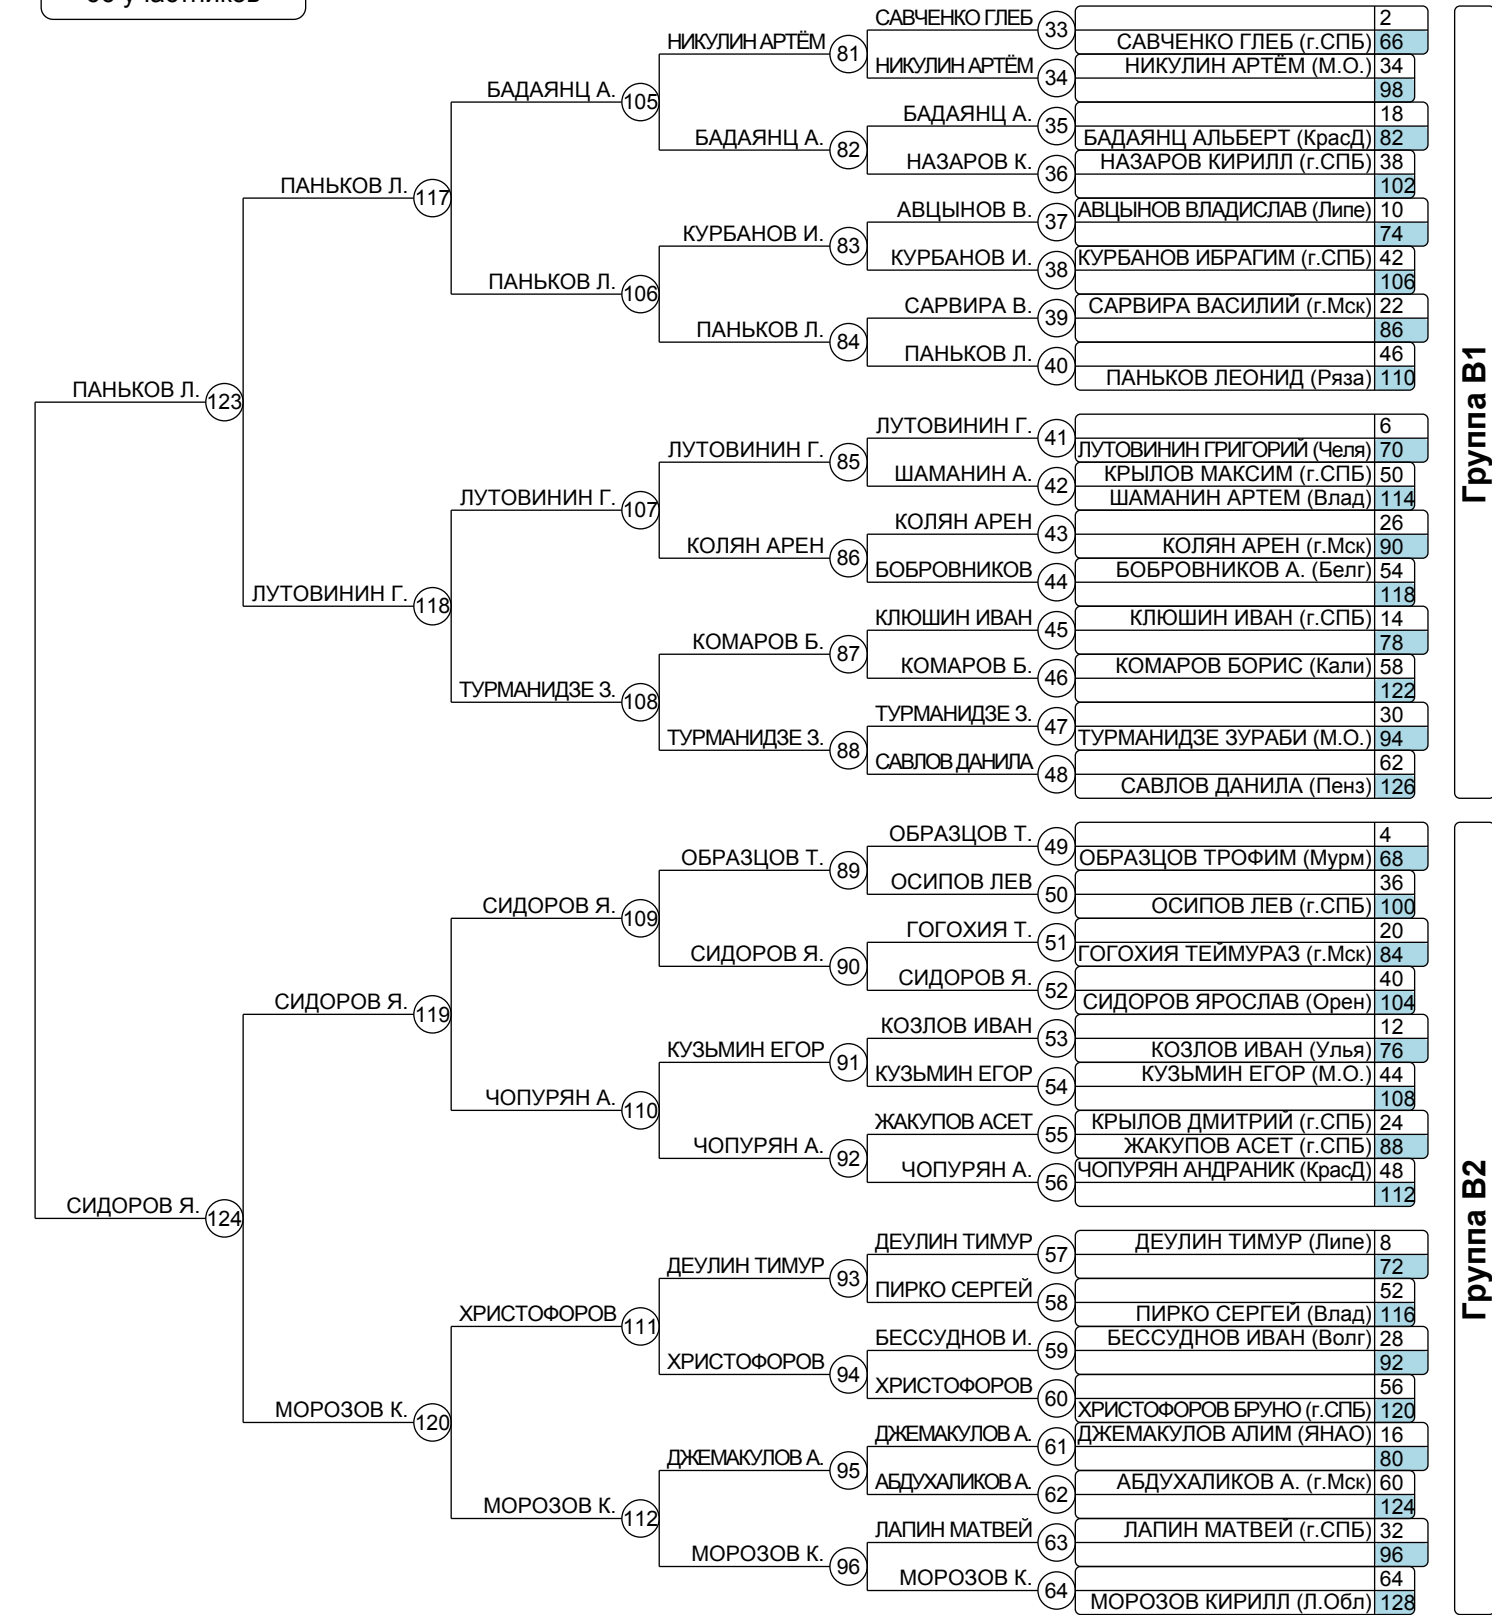 САВЧЕНКО ГЛЕБ 33 2
НИКУЛИН АРТЁМ 81 САВЧЕНКО ГЛЕБ (г.СПБ) 66
НИКУЛИН АРТЁМ 34 НИКУЛИН АРТЁМ (М.О.) 34
БАДАЯНЦ А. 105 98
БАДАЯНЦ А. 35 18
БАДАЯНЦ А. 82 БАДАЯНЦ АЛЬБЕРТ (КрасД) 82
НАЗАРОВ К. 36 НАЗАРОВ КИРИЛЛ (г.СПБ) 38
ПАНЬКОВ Л. 117 102
АВЦЫНОВ В. 37 АВЦЫНОВ ВЛАДИСЛАВ (Липе) 10
КУРБАНОВ И. 83 74
КУРБАНОВ И. 38 КУРБАНОВ ИБРАГИМ (г.СПБ) 42
ПАНЬКОВ Л. 106 106
САРВИРА В. 39 САРВИРА ВАСИЛИЙ (г.Мск) 22
ПАНЬКОВ Л. 84 86
ПАНЬКОВ Л. 40 46
ПАНЬКОВ ЛЕОНИД (Ряза) 110
ПАНЬКОВ Л. 123
Группа B1
ЛУТОВИНИН Г. 41 6
ЛУТОВИНИН Г. 85 ЛУТОВИНИН ГРИГОРИЙ (Челя) 70
ШАМАНИН А. 42 КРЫЛОВ МАКСИМ (г.СПБ) 50
ЛУТОВИНИН Г. 107 ШАМАНИН АРТЕМ (Влад) 114
КОЛЯН АРЕН 43 26
КОЛЯН АРЕН 86 КОЛЯН АРЕН (г.Мск) 90
БОБРОВНИКОВ 44 БОБРОВНИКОВ А. (Белг) 54
ЛУТОВИНИН Г. 118 118
КЛЮШИН ИВАН 45 КЛЮШИН ИВАН (г.СПБ) 14
КОМАРОВ Б. 87 78
КОМАРОВ Б. 46 КОМАРОВ БОРИС (Кали) 58
ТУРМАНИДЗЕ З. 108 122
ТУРМАНИДЗЕ З. 47 30
ТУРМАНИДЗЕ З. 88 ТУРМАНИДЗЕ ЗУРАБИ (М.О.) 94
САВЛОВ ДАНИЛА 48 62
САВЛОВ ДАНИЛА (Пенз) 126
ОБРАЗЦОВ Т. 49 4
ОБРАЗЦОВ Т. 89 ОБРАЗЦОВ ТРОФИМ (Мурм) 68
ОСИПОВ ЛЕВ 50 36
СИДОРОВ Я. 109 ОСИПОВ ЛЕВ (г.СПБ) 100
ГОГОХИЯ Т. 51 20
СИДОРОВ Я. 90 ГОГОХИЯ ТЕЙМУРАЗ (г.Мск) 84
СИДОРОВ Я. 52 40
СИДОРОВ Я. 119 СИДОРОВ ЯРОСЛАВ (Орен) 104
КОЗЛОВ ИВАН 53 12
КУЗЬМИН ЕГОР 91 КОЗЛОВ ИВАН (Улья) 76
КУЗЬМИН ЕГОР 54 КУЗЬМИН ЕГОР (М.О.) 44
ЧОПУРЯН А. 110 108
ЖАКУПОВ АСЕТ 55 КРЫЛОВ ДМИТРИЙ (г.СПБ) 24
ЧОПУРЯН А. 92 ЖАКУПОВ АСЕТ (г.СПБ) 88
ЧОПУРЯН А. 56 ЧОПУРЯН АНДРАНИК (КрасД) 48
112
СИДОРОВ Я. 124
Группа B2
ДЕУЛИН ТИМУР 57 ДЕУЛИН ТИМУР (Липе) 8
ДЕУЛИН ТИМУР 93 72
ПИРКО СЕРГЕЙ 58 52
ХРИСТОФОРОВ 111 ПИРКО СЕРГЕЙ (Влад) 116
БЕССУДНОВ И. 59 БЕССУДНОВ ИВАН (Волг) 28
ХРИСТОФОРОВ 94 92
ХРИСТОФОРОВ 60 56
МОРОЗОВ К. 120 ХРИСТОФОРОВ БРУНО (г.СПБ) 120
ДЖЕМАКУЛОВ А. 61 ДЖЕМАКУЛОВ АЛИМ (ЯНАО) 16
ДЖЕМАКУЛОВ А. 95 80
АБДУХАЛИКОВ А. 62 АБДУХАЛИКОВ А. (г.Мск) 60
МОРОЗОВ К. 112 124
ЛАПИН МАТВЕЙ 63 ЛАПИН МАТВЕЙ (г.СПБ) 32
МОРОЗОВ К. 96 96
МОРОЗОВ К. 64 64
МОРОЗОВ КИРИЛЛ (Л.Обл) 128